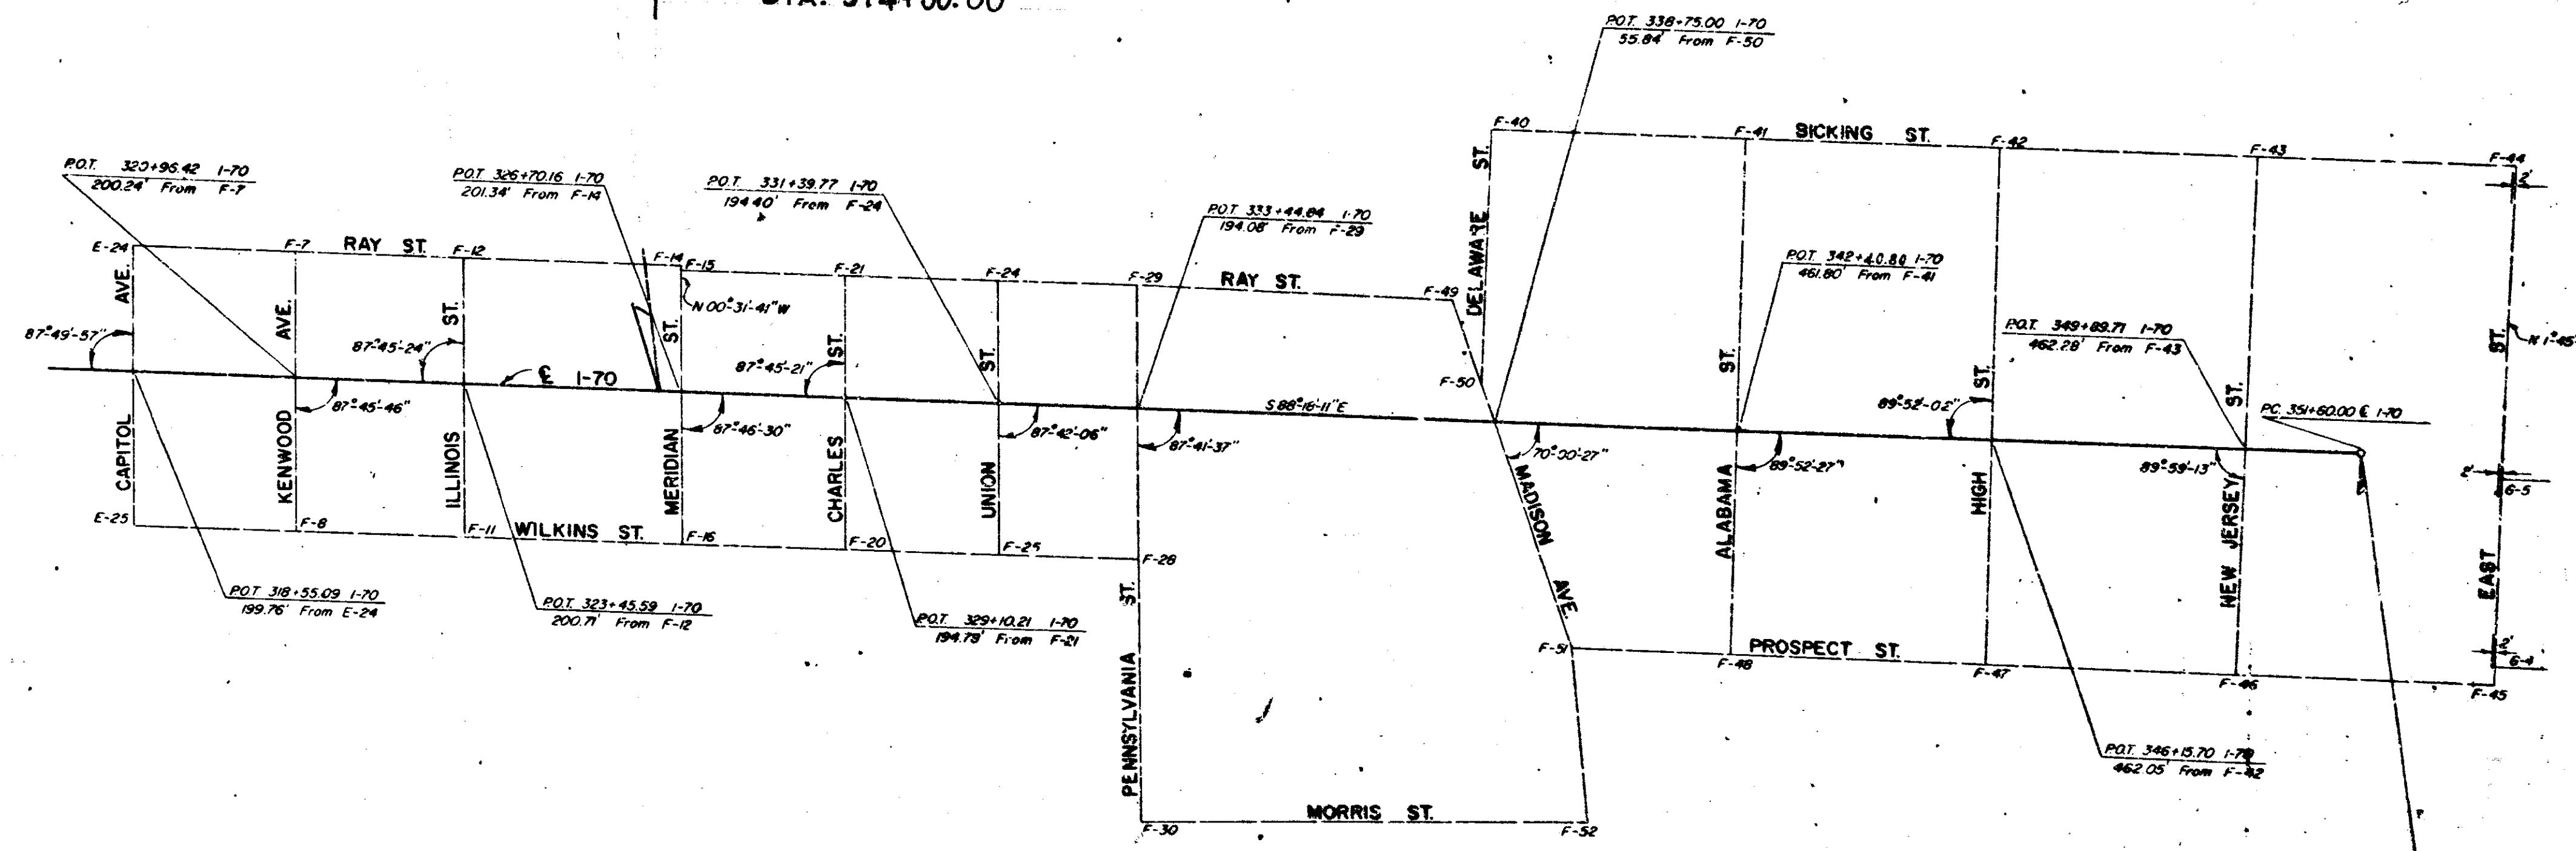 STA. 374+50.00
P.O.T. 338+75.00 I-70
55.84' From F-50
F-40
F-41
SICKING ST.
F-42
F-43
F-44
2'
P.O.T. 320+96.42 I-70
200.24' From F-7
P.O.T. 326+70.16 I-70
201.34' From F-14
P.O.T. 331+39.77 I-70
194.40' From F-24
P.O.T. 333+44.84 I-70
194.08' From F-29
DELAWARE ST.
E-24
F-7
RAY ST.
F-12
F-14
F-15
F-21
F-24
F-29
RAY ST.
F-49
P.O.T. 342+40.80 I-70
461.80' From F-41
N 00°-31'-41" W
P.O.T. 349+89.71 I-70
462.28' From F-43
N 1°-45'
87°-49'-57"
87°-45'-24"
87°-45'-21"
℄ I-70
F-50
S 88°-16'-11" E
89°-52'-02"
P.C. 351+60.00 ℄ I-70
87°-45'-46"
87°-46'-30"
87°-42'-06"
87°-41'-37"
70°-00'-27"
89°-52'-27"
89°-59'-13"
2'
G-5
CAPITOL AVE.
KENWOOD AVE.
ILLINOIS ST.
MERIDIAN ST.
CHARLES ST.
UNION ST.
PENNSYLVANIA ST.
MADISON AVE.
ALABAMA ST.
HIGH ST.
NEW JERSEY ST.
EAST ST.
E-25
F-8
F-11
WILKINS ST.
F-16
F-20
F-25
F-28
P.O.T. 318+55.09 I-70
199.76' From E-24
P.O.T. 323+45.59 I-70
200.71' From F-12
P.O.T. 329+10.21 I-70
194.78' From F-21
F-51
F-48
PROSPECT ST.
F-47
F-46
2'
G-4
F-45
P.O.T. 346+15.70 I-70
462.05' From F-42
F-30
MORRIS ST.
F-52